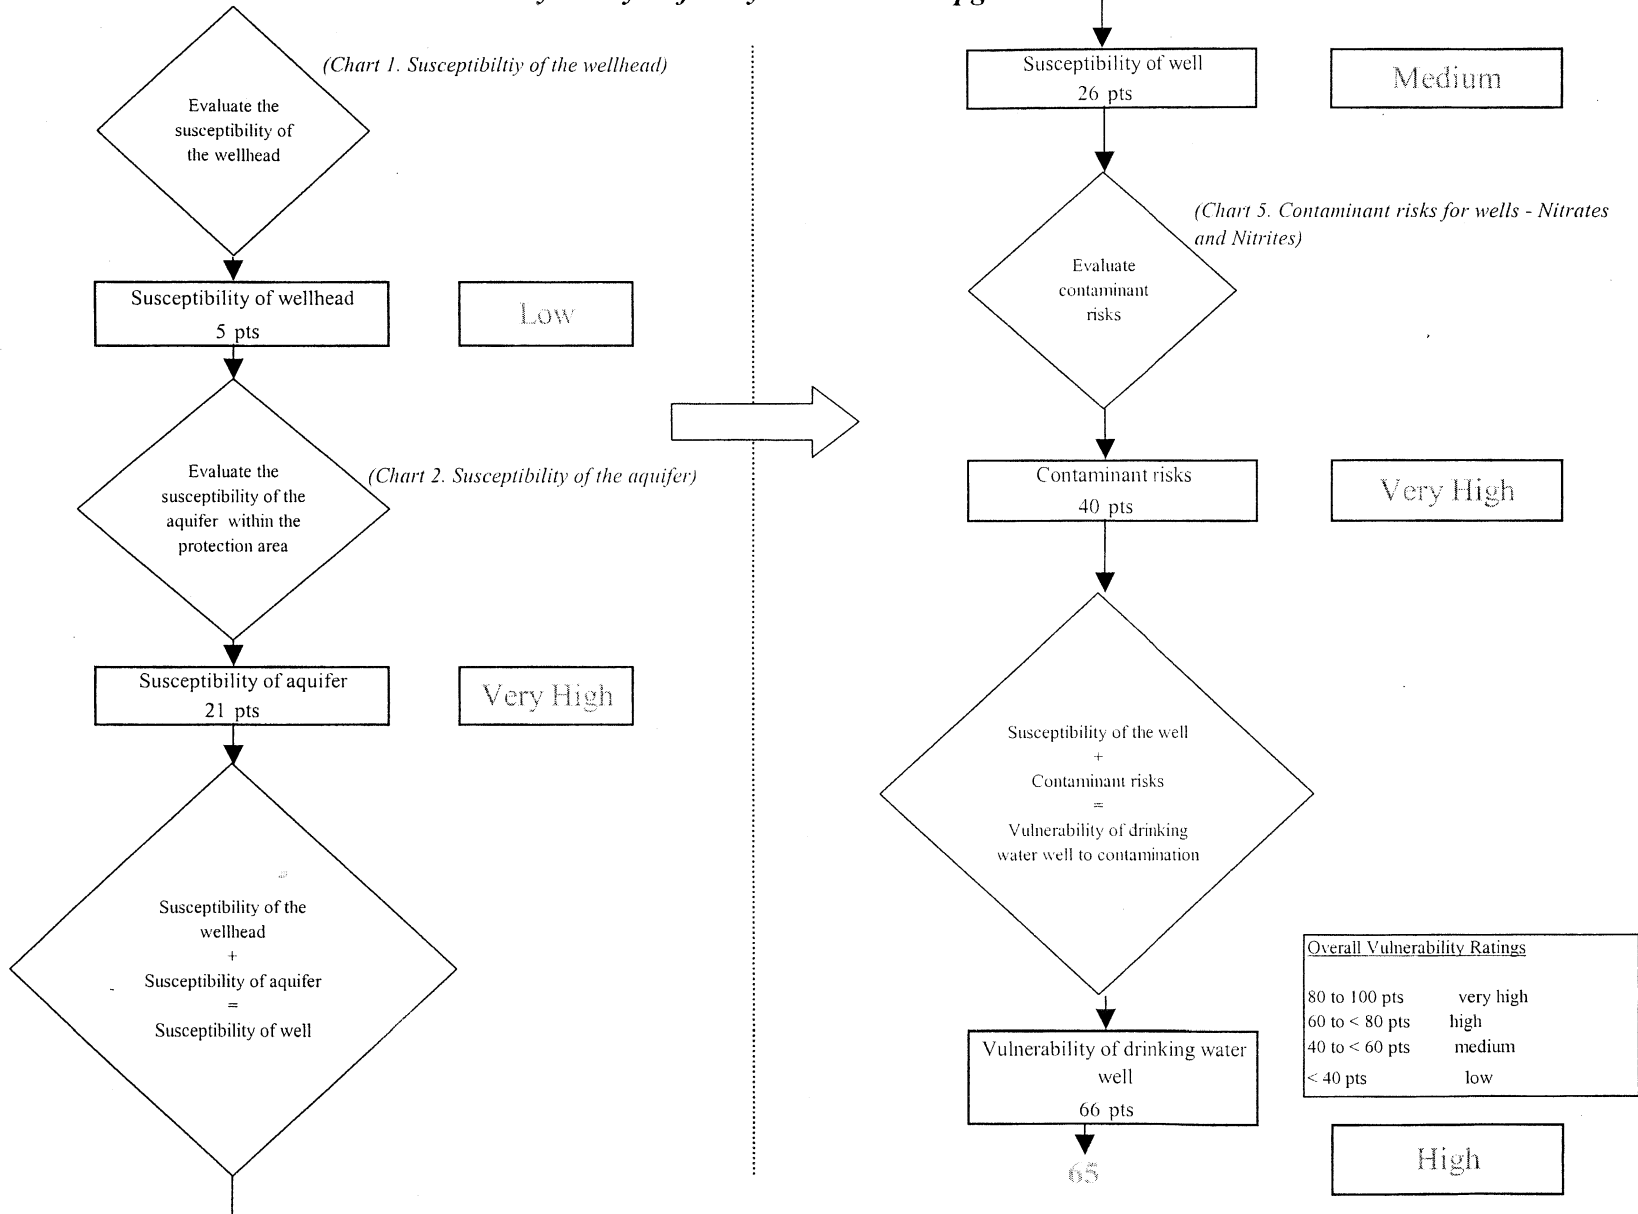 (Chart 1. Susceptibiltiy of the wellhead)
Evaluate the
susceptibility of
the wellhead
Susceptibility of wellhead
5 pts
Low
Evaluate the
susceptibility of the
aquifer within the
protection area
(Chart 2. Susceptibility of the aquifer)
Susceptibility of aquifer
21 pts
Very High
Susceptibility of the
wellhead
+
Susceptibility of aquifer
=
Susceptibility of well
Susceptibility of well
26 pts
Medium
(Chart 5. Contaminant risks for wells - Nitrates
and Nitrites)
Evaluate
contaminant
risks
Contaminant risks
40 pts
Very High
Susceptibility of the well
+
Contaminant risks
=
Vulnerability of drinking
water well to contamination
Overall Vulnerability Ratings
80 to 100 pts very high
60 to < 80 pts high
40 to < 60 pts medium
< 40 pts low
Vulnerability of drinking water
well
66 pts
65
High